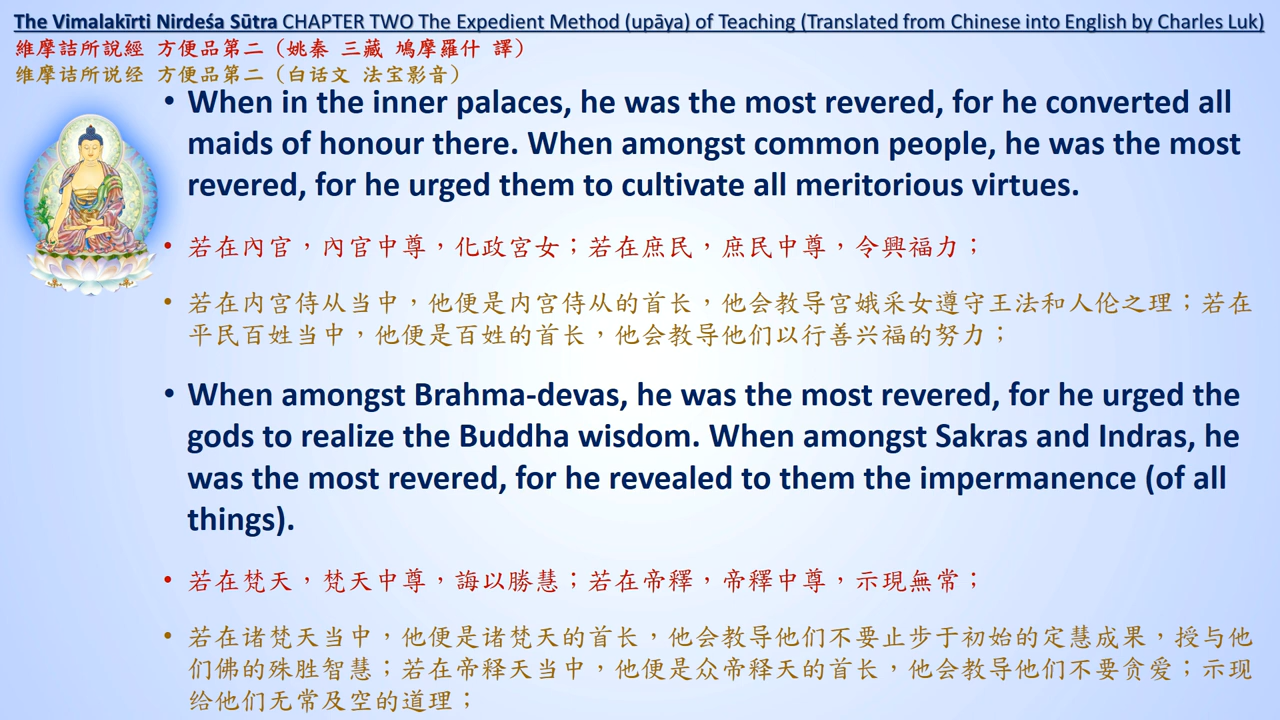 The Vimalakīrti Nirdeśa Sūtra CHAPTER TWO The Expedient Method (upāya) of Teaching (Translated from Chinese into English by Charles Luk)
維摩詰所說經 方便品第二（姚秦 三藏 鳩摩羅什 譯）
维摩诘所说经 方便品第二（白话文 法宝影音）
• When in the inner palaces, he was the most revered, for he converted all
maids of honour there. When amongst common people, he was the most
revered, for he urged them to cultivate all meritorious virtues.
• 若在內官，內官中尊，化政宮女；若在庶民，庶民中尊，令興福力；
• 若在内宫侍从当中，他便是内宫侍从的首长，他会教导宫娥采女遵守王法和人伦之理；若在
平民百姓当中，他便是百姓的首长，他会教导他们以行善兴福的努力；
• When amongst Brahma-devas, he was the most revered, for he urged the
gods to realize the Buddha wisdom. When amongst Sakras and Indras, he
was the most revered, for he revealed to them the impermanence (of all
things).
• 若在梵天，梵天中尊，誨以勝慧；若在帝釋，帝釋中尊，示現無常；
• 若在诸梵天当中，他便是诸梵天的首长，他会教导他们不要止步于初始的定慧成果，授与他
们佛的殊胜智慧；若在帝释天当中，他便是众帝释天的首长，他会教导他们不要贪爱；示现
给他们无常及空的道理；